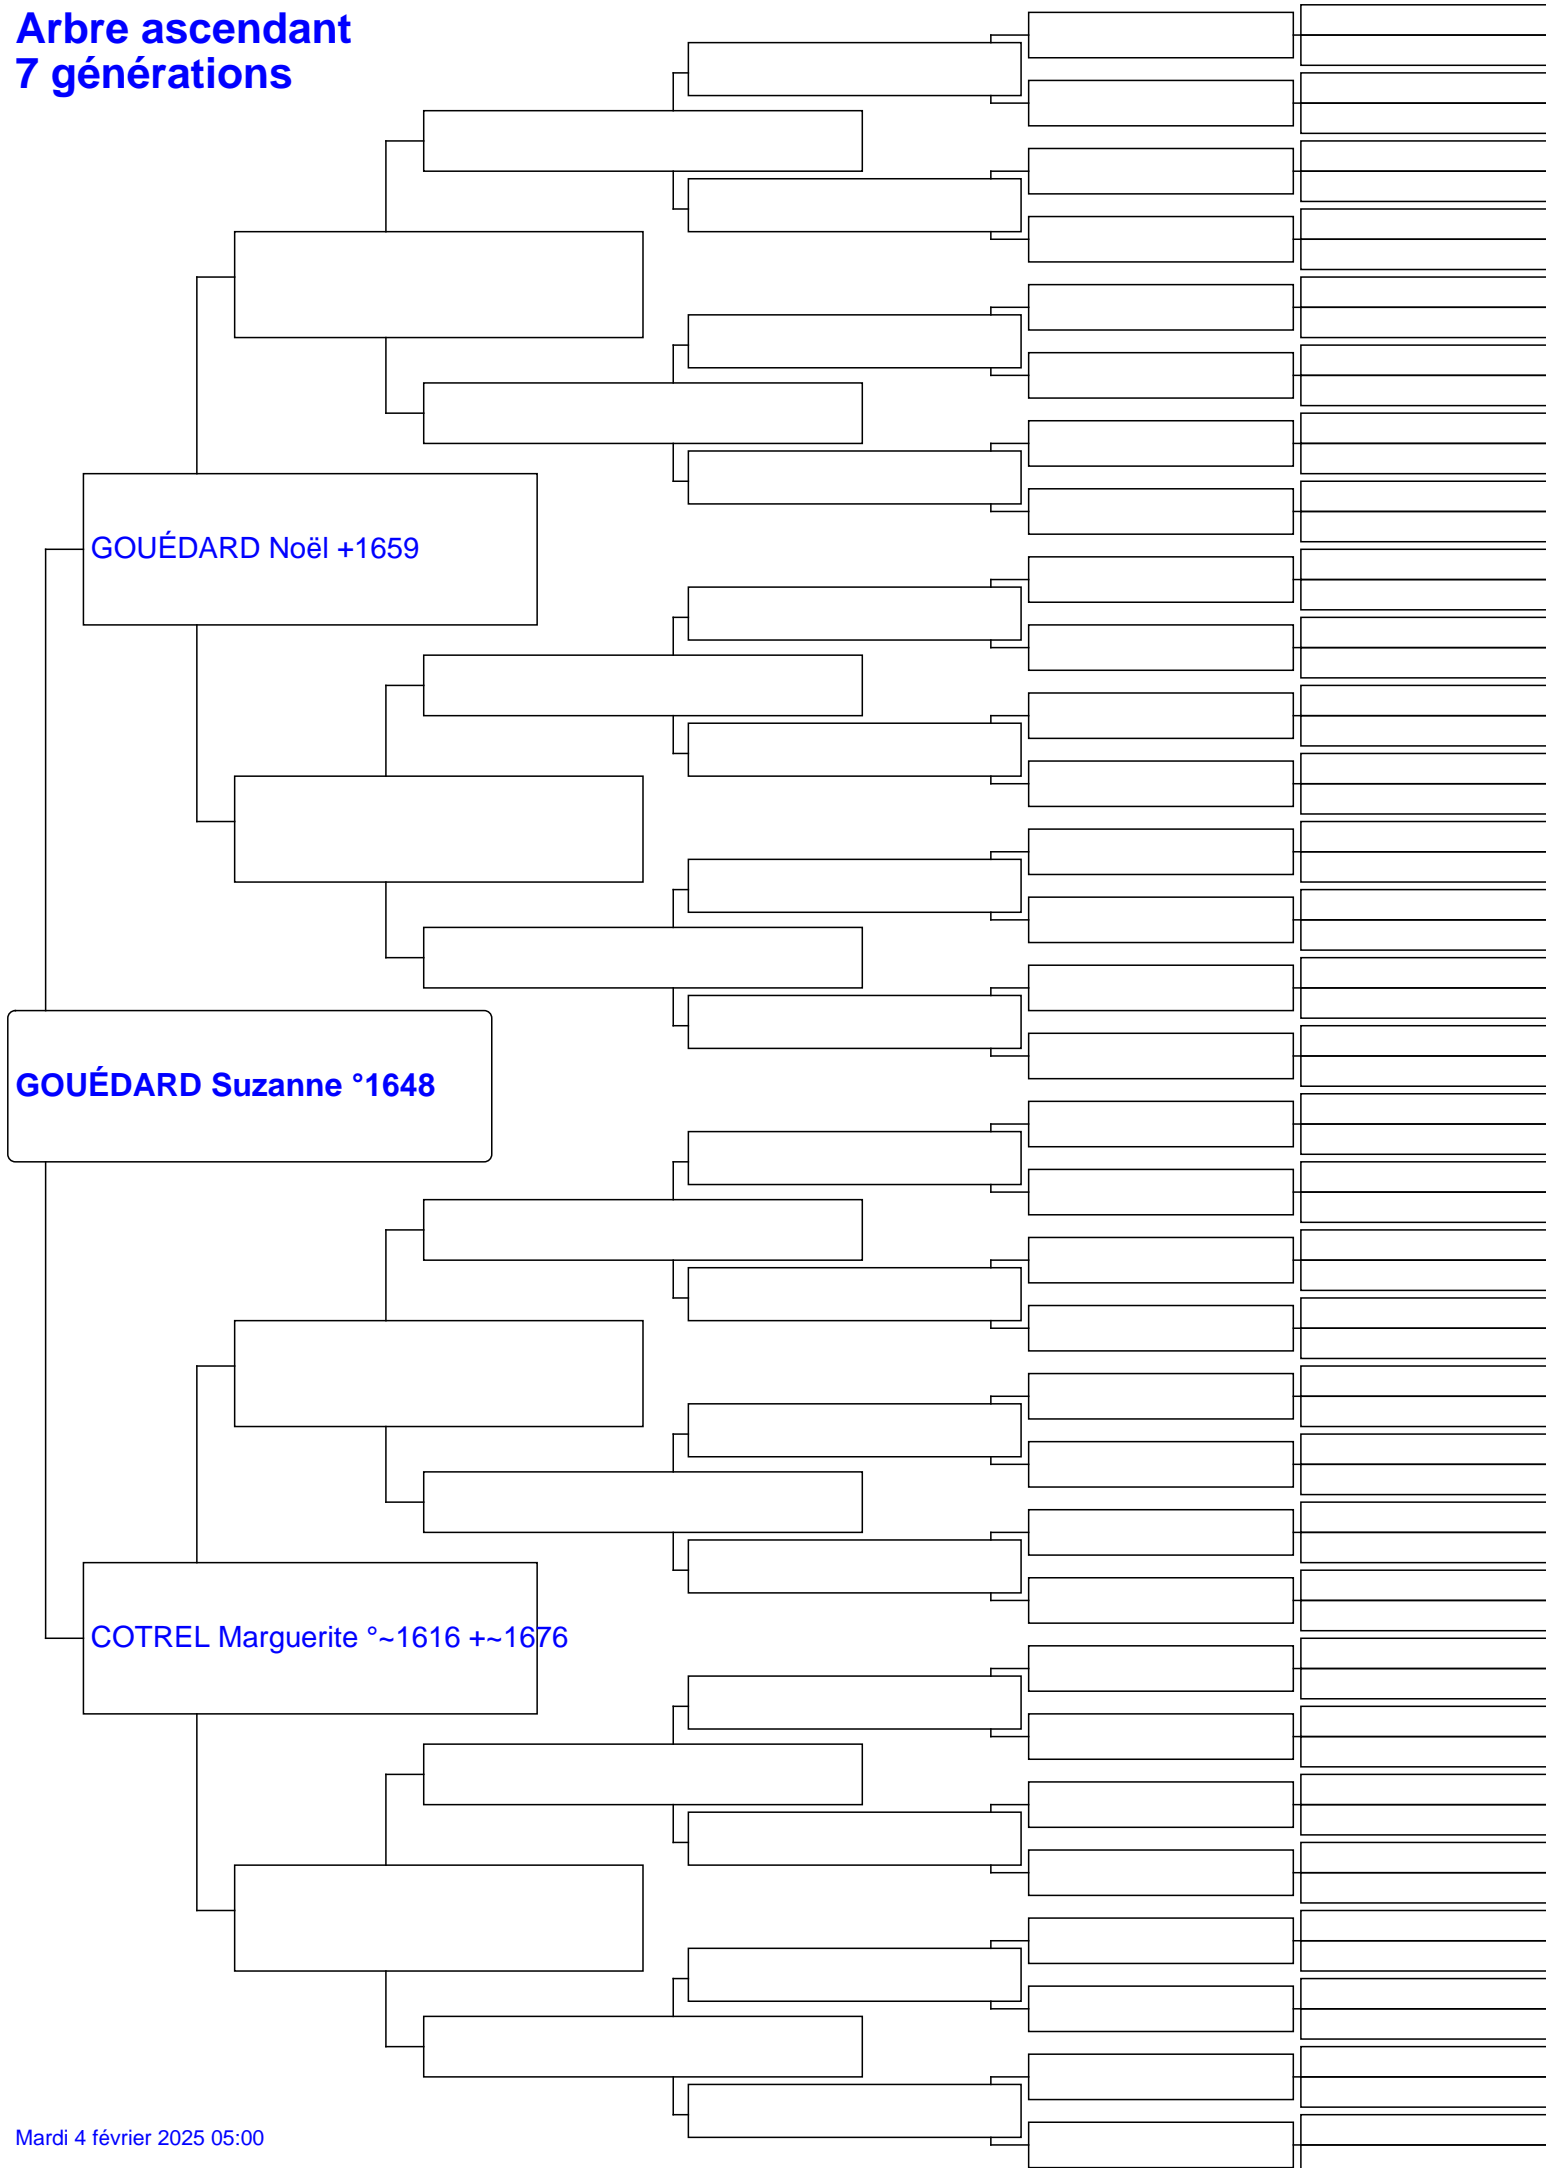 Arbre ascendant
7 générations
GOUÉDARD Noël +1659
GOUÉDARD Suzanne °1648
COTREL Marguerite °~1616 +~1676
Mardi 4 février 2025 05:00